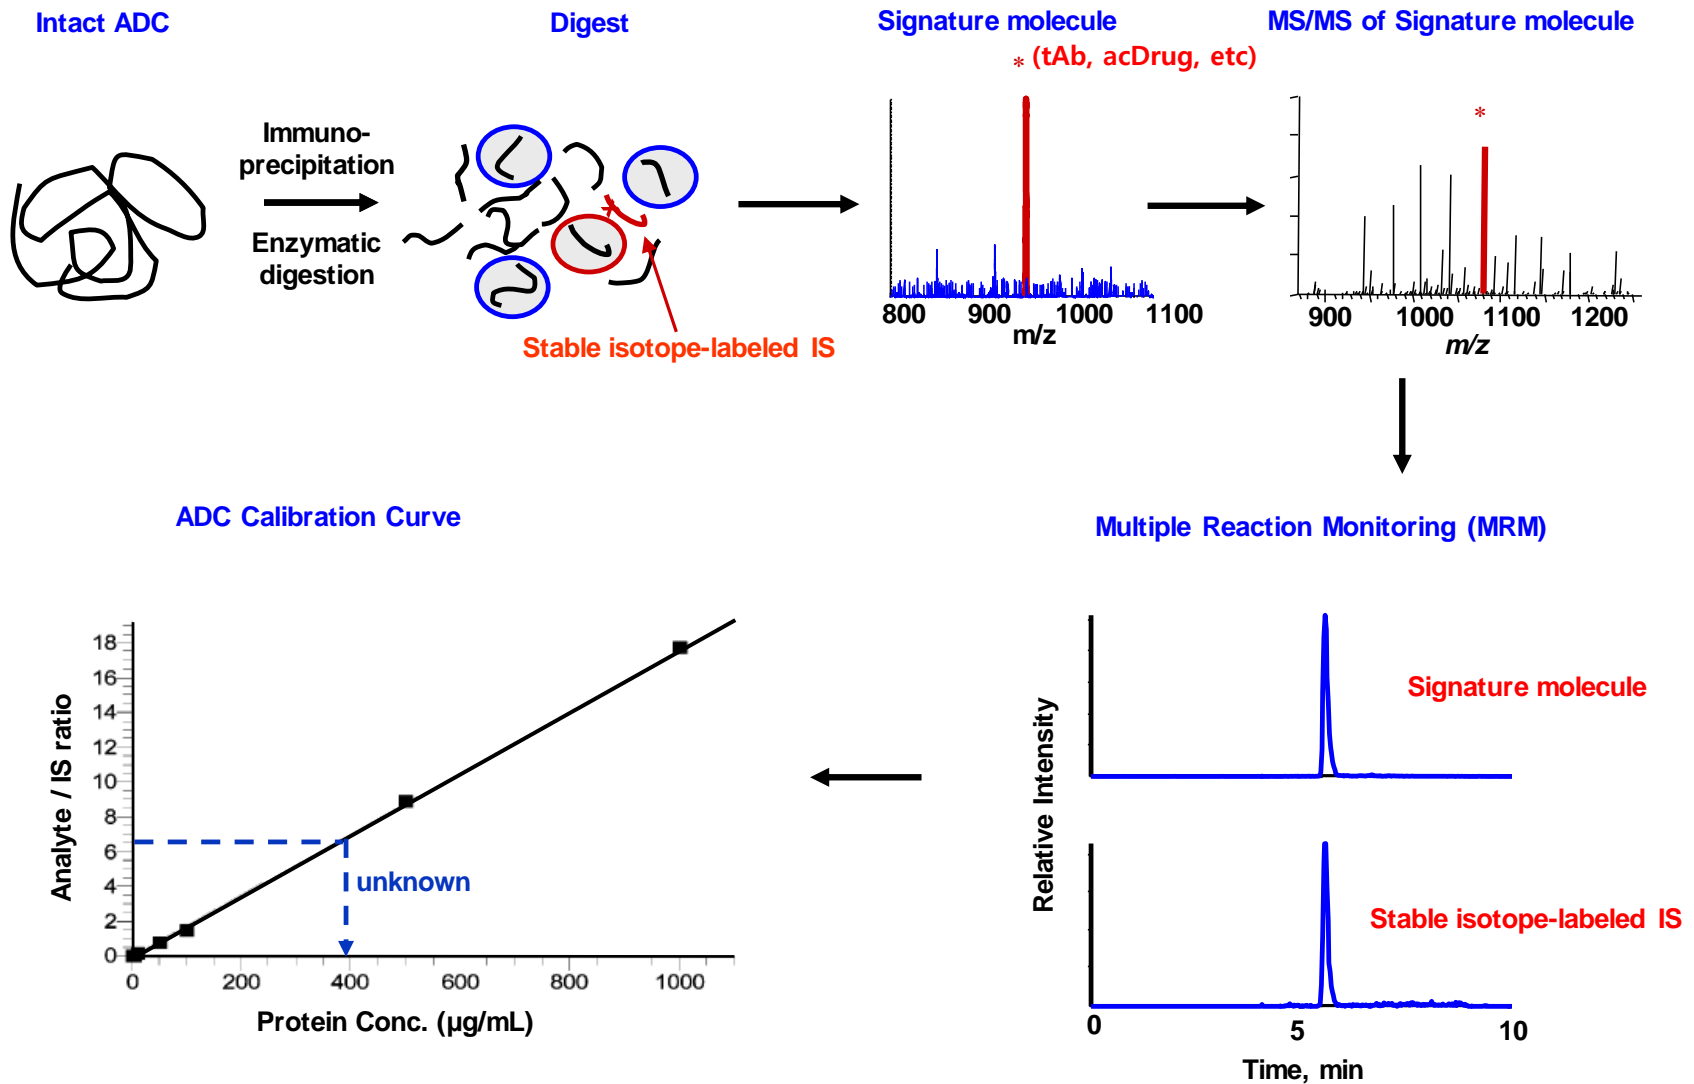 Intact ADC
Digest
Signature molecule
* (tAb, acDrug, etc)
MS/MS of Signature molecule
*
Immuno-
precipitation
Enzymatic
digestion
Stable isotope-labeled IS
800 900 1000 1100
m/z
900 1000 1100 1200
m/z
ADC Calibration Curve
Multiple Reaction Monitoring (MRM)
Analyte / IS ratio
18
16
14
12
10
8
6
4
2
0
unknown
0 200 400 600 800 1000
Protein Conc. (µg/mL)
Relative Intensity
Signature molecule
Stable isotope-labeled IS
0 5 10
Time, min